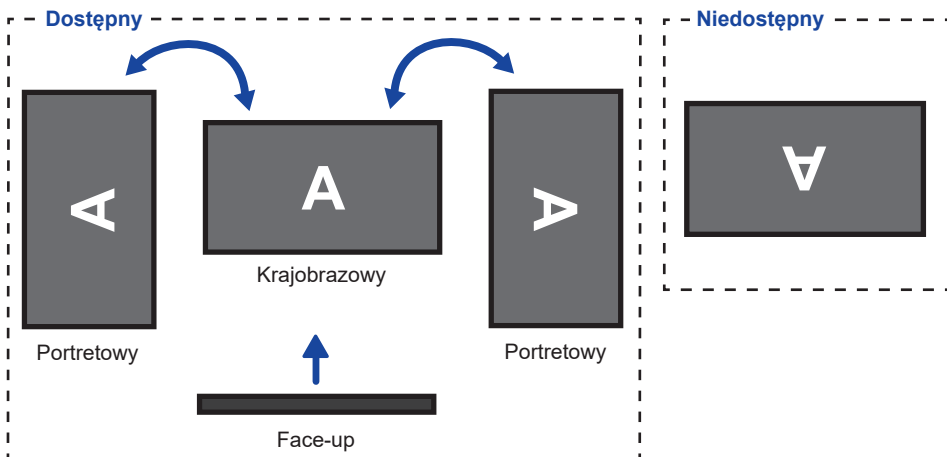 Dostępny
Niedostępny
A
A
A
A
Krajobrazowy
Portretowy
Portretowy
Face-up